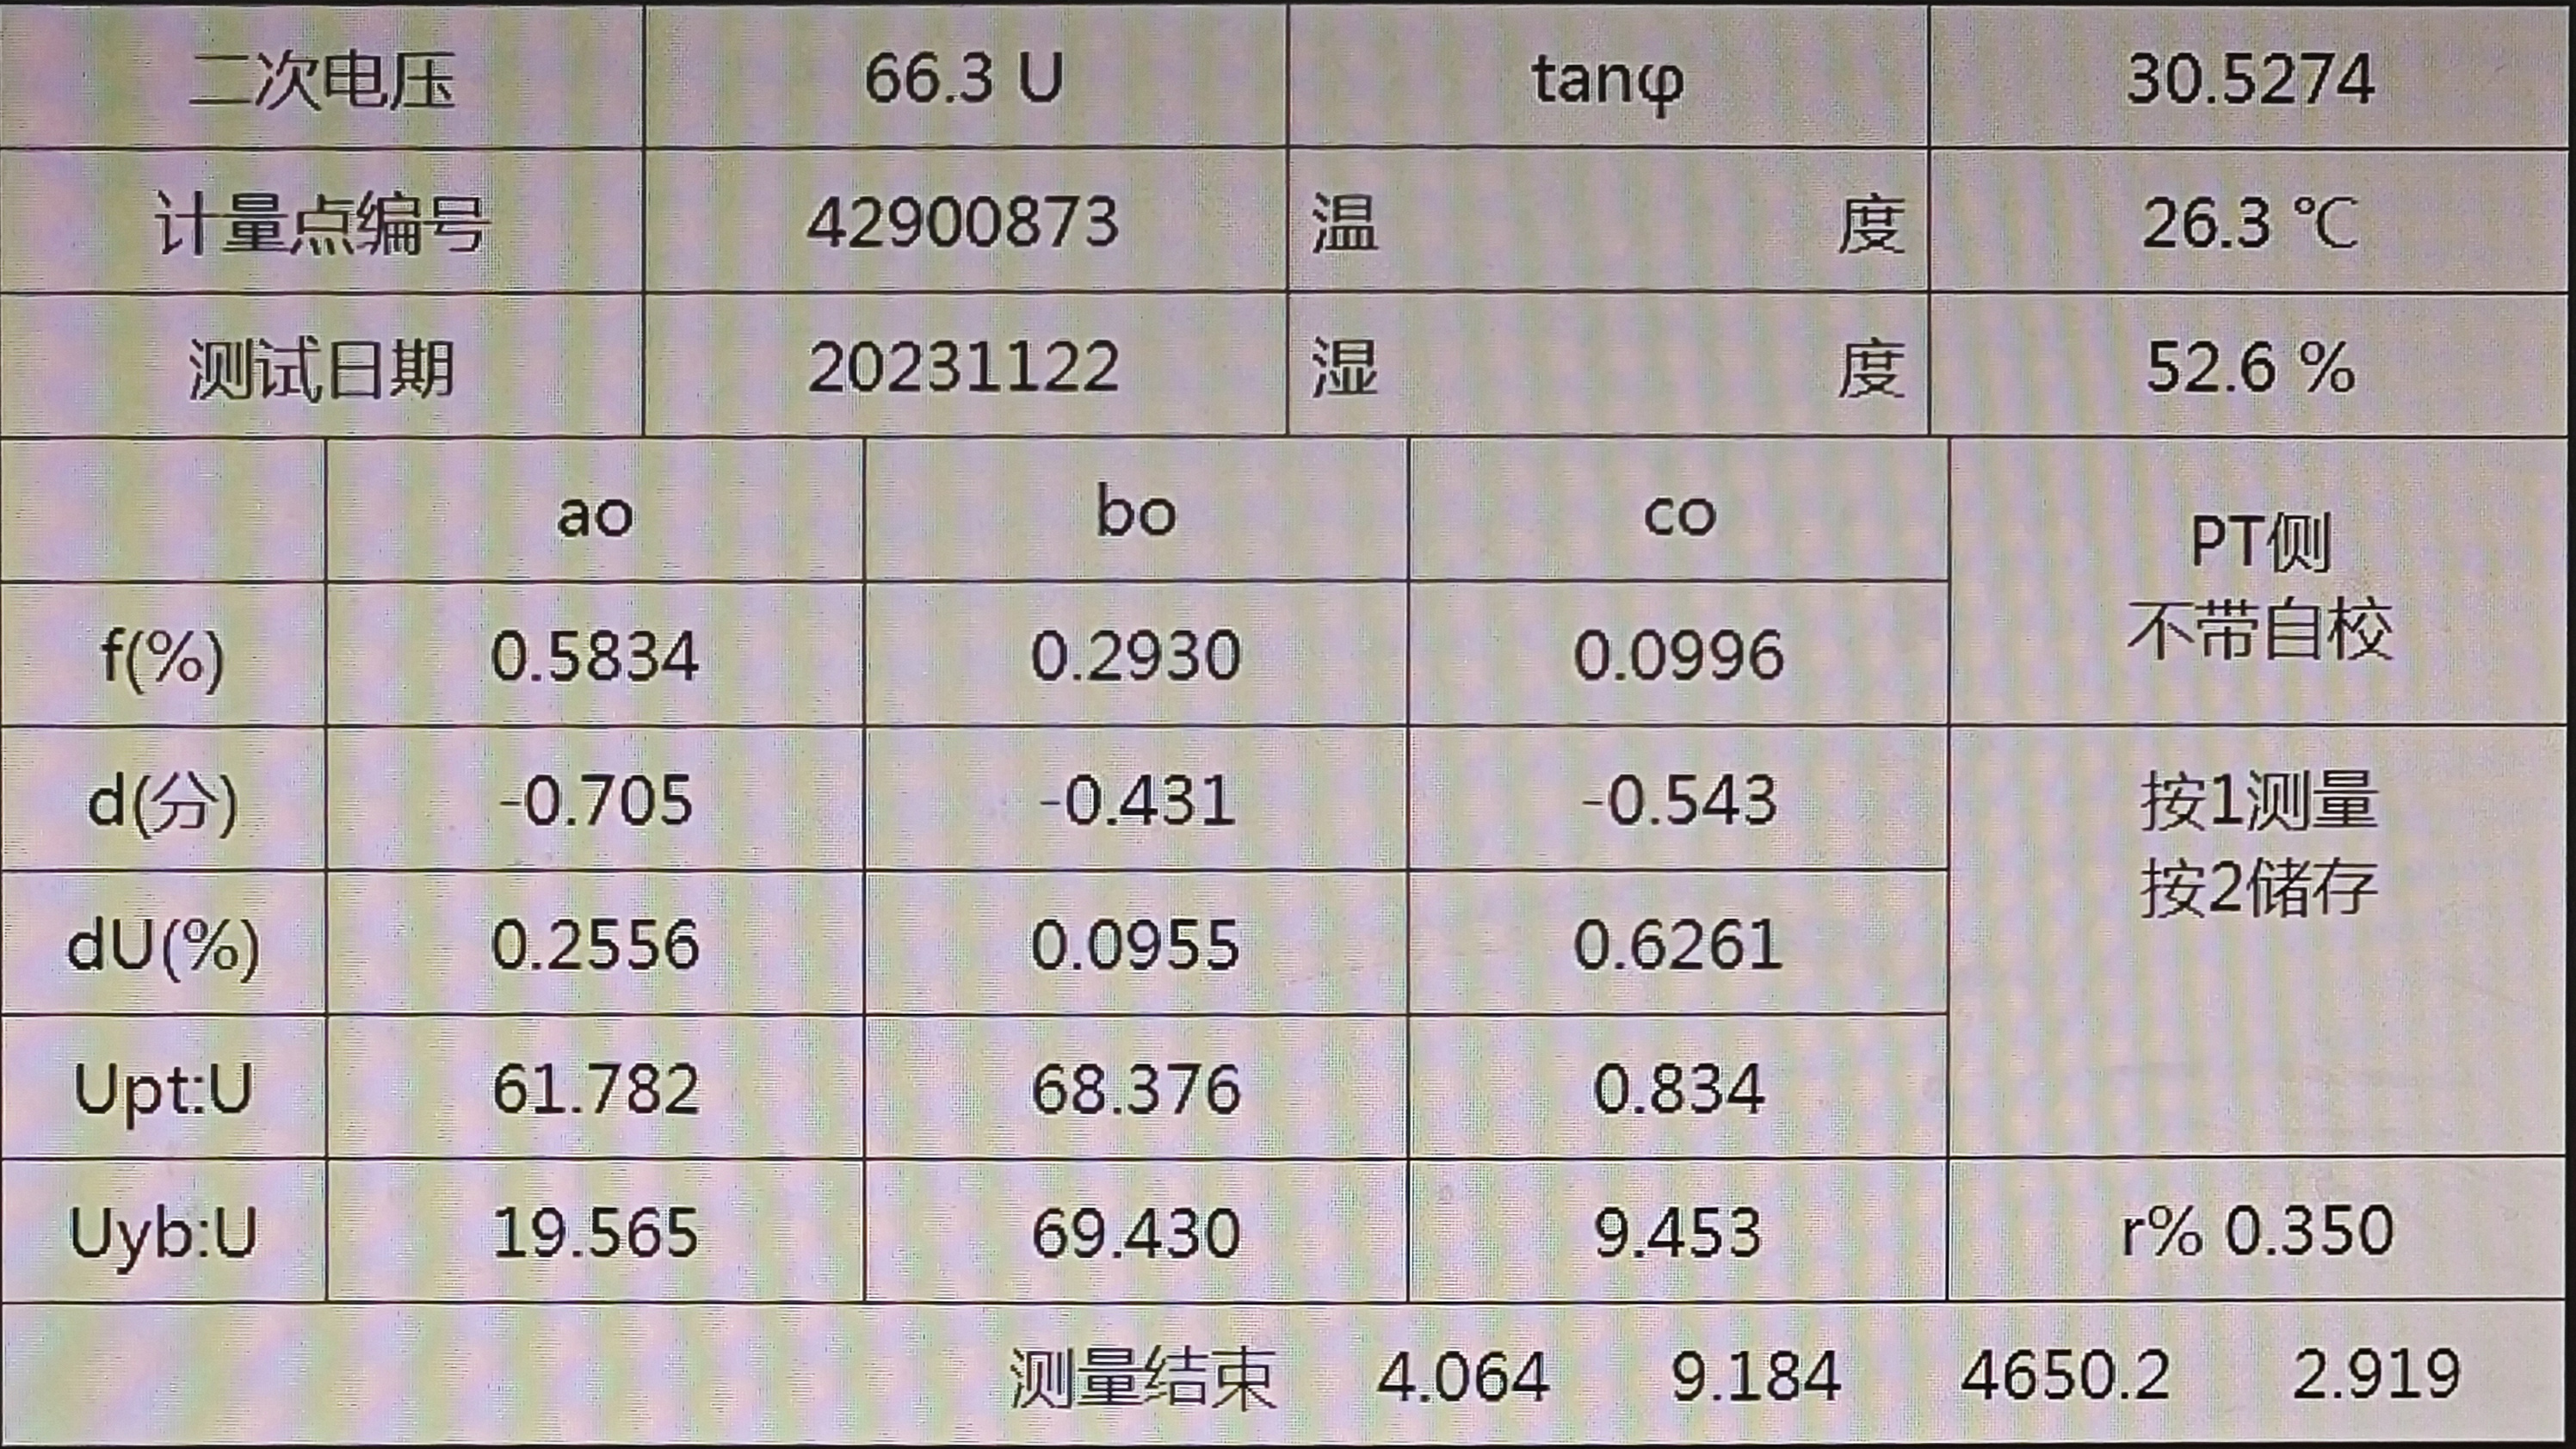 二次电压 66.3 U tanφ 30.5274
计量点编号 42900873 温 度 26.3 ℃
测试日期 20231122 湿 度 52.6 %
ao bo co
PT侧
不带自校
f(%) 0.5834 0.2930 0.0996
d(分) -0.705 -0.431 -0.543
按1测量
按2储存
dU(%) 0.2556 0.0955 0.6261
Upt:U 61.782 68.376 0.834
Uyb:U 19.565 69.430 9.453 r% 0.350
测量结束 4.064 9.184 4650.2 2.919